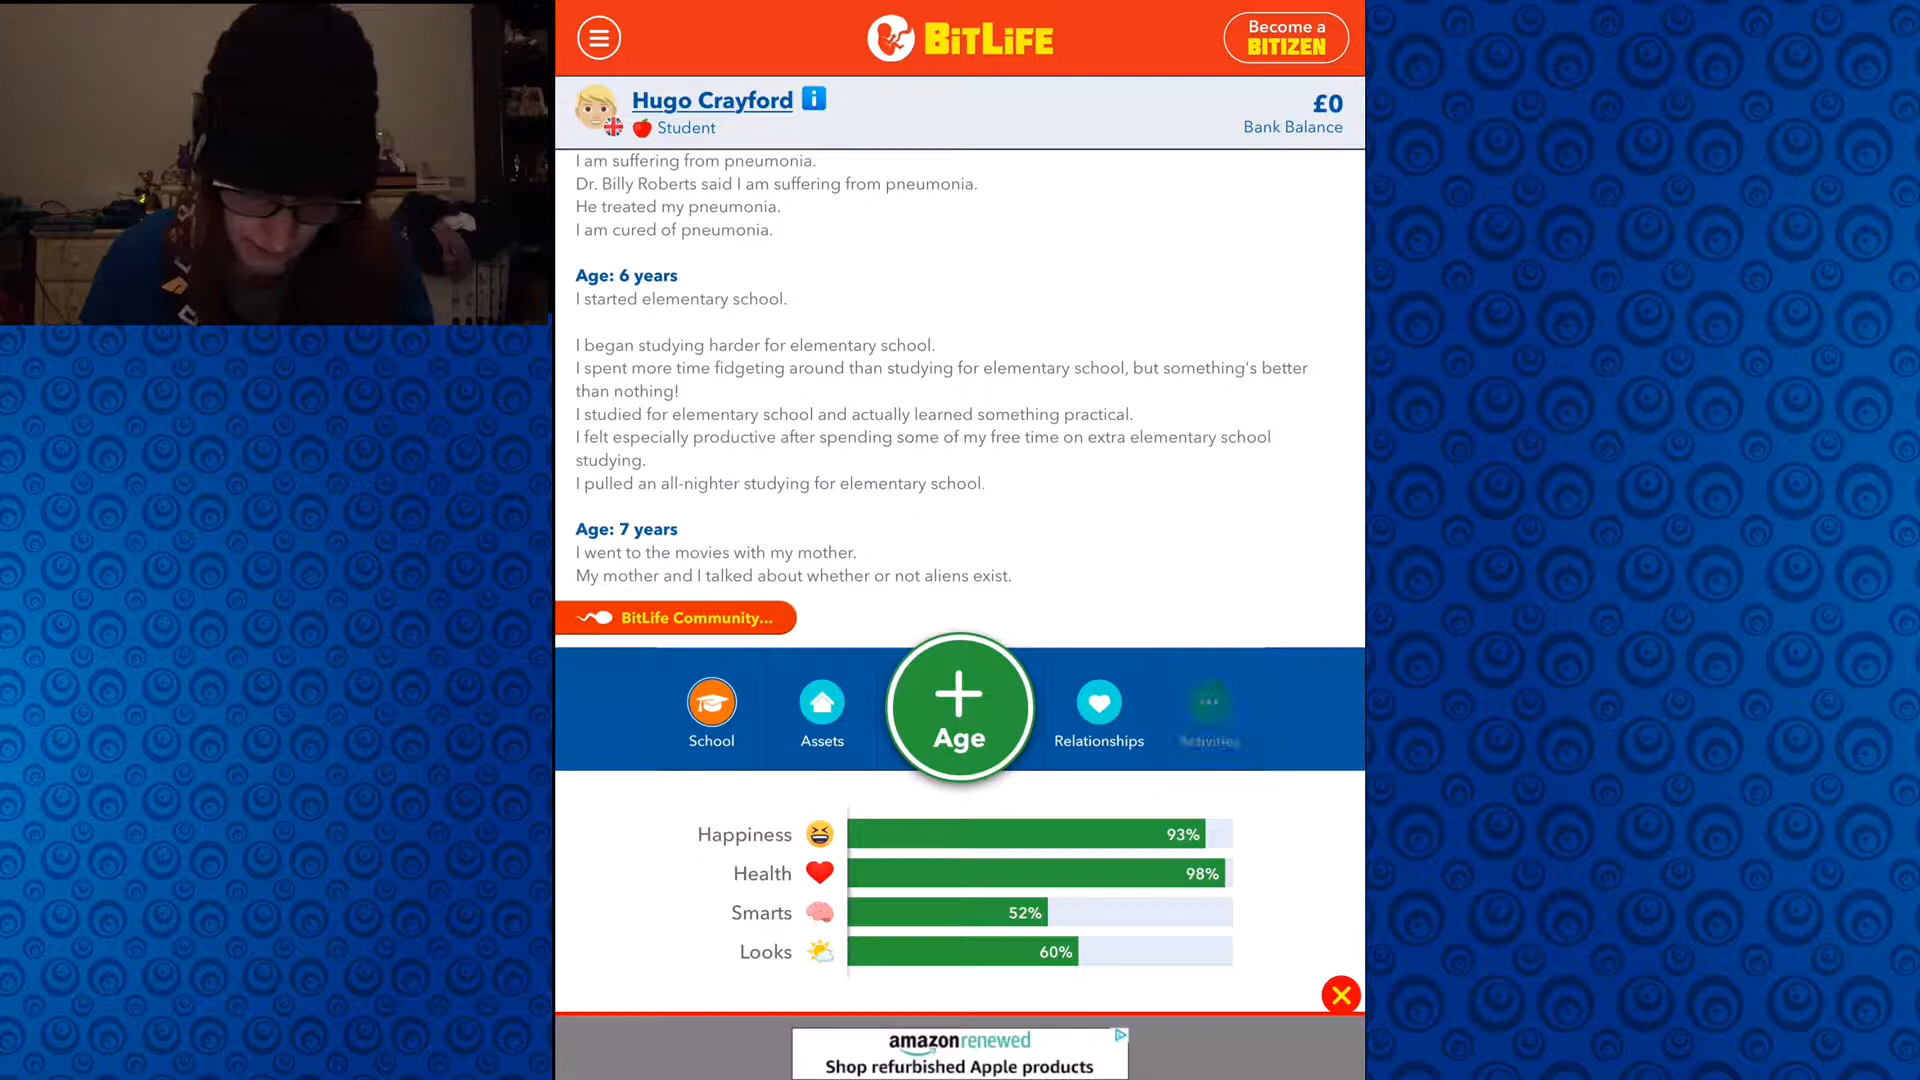 BiTLiFE
Become a
BITIZEN
Hugo Crayford i
Student
£0
Bank Balance
I am suffering from pneumonia.
Dr. Billy Roberts said I am suffering from pneumonia.
He treated my pneumonia.
I am cured of pneumonia.
Age: 6 years
I started elementary school.
I began studying harder for elementary school.
I spent more time fidgeting around than studying for elementary school, but something's better
than nothing!
I studied for elementary school and actually learned something practical.
I felt especially productive after spending some of my free time on extra elementary school
studying.
I pulled an all-nighter studying for elementary school.
Age: 7 years
I went to the movies with my mother.
My mother and I talked about whether or not aliens exist.
BitLife Community...
School
Assets
+
Age
Relationships
Activities
Happiness 93%
Health 98%
Smarts 52%
Looks 60%
amazonrenewed
Shop refurbished Apple products